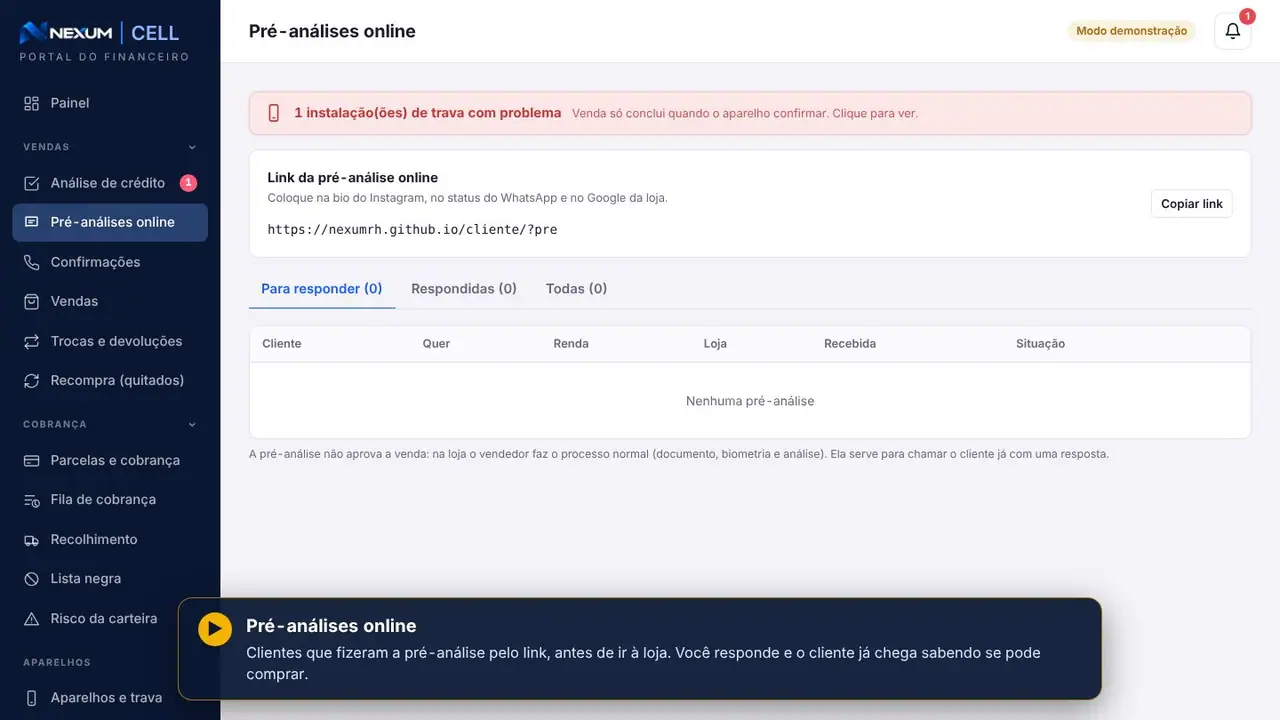 NEXUM | CELL
PORTAL DO FINANCEIRO
Painel
VENDAS
Análise de crédito 1
Pré-análises online
Confirmações
Vendas
Trocas e devoluções
Recompra (quitados)
COBRANÇA
Parcelas e cobrança
Fila de cobrança
Recolhimento
Lista negra
Risco da carteira
APARELHOS
Aparelhos e trava
Pré-análises online
Modo demonstração
1
1 instalação(ões) de trava com problema Venda só conclui quando o aparelho confirmar. Clique para ver.
Link da pré-análise online
Coloque na bio do Instagram, no status do WhatsApp e no Google da loja.
https://nexumrh.github.io/cliente/?pre
Copiar link
Para responder (0) Respondidas (0) Todas (0)
Cliente Quer Renda Loja Recebida Situação
Nenhuma pré-análise
A pré-análise não aprova a venda: na loja o vendedor faz o processo normal (documento, biometria e análise). Ela serve para chamar o cliente já com uma resposta.
Pré-análises online
Clientes que fizeram a pré-análise pelo link, antes de ir à loja. Você responde e o cliente já chega sabendo se pode
comprar.